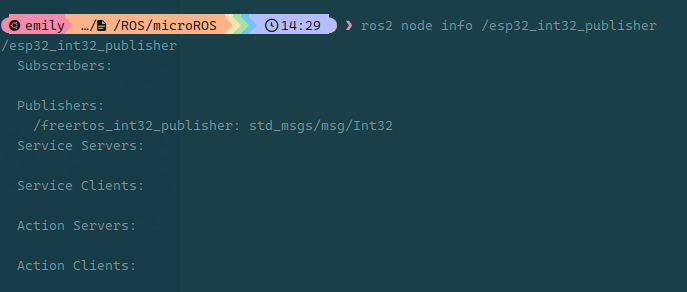 emily …/ /ROS/microROS 14:29 ❯ ros2 node info /esp32_int32_publisher
/esp32_int32_publisher
Subscribers:
Publishers:
/freertos_int32_publisher: std_msgs/msg/Int32
Service Servers:
Service Clients:
Action Servers:
Action Clients: